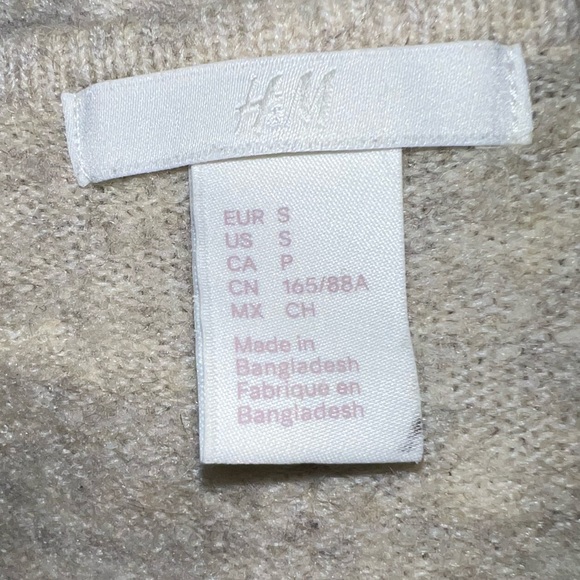 H&M
EUR S
US S
CA P
CN 165/88A
MX CH
Made in
Bangladesh
Fabrique en
Bangladesh